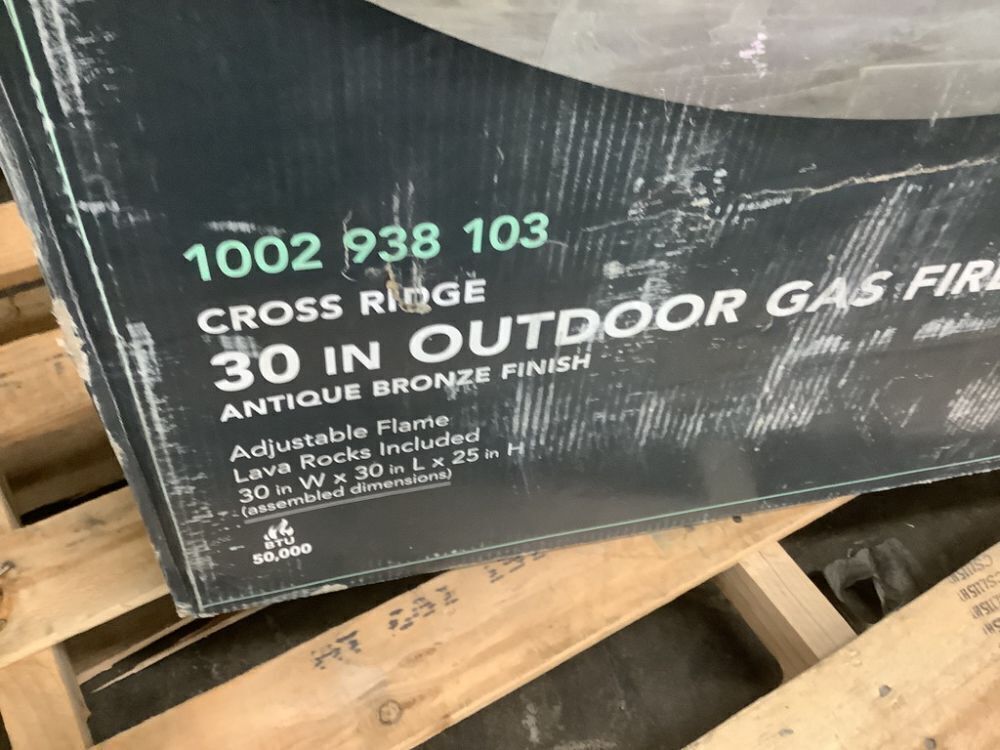 1002 938 103
CROSS RIDGE
30 IN OUTDOOR GAS FIRE
ANTIQUE BRONZE FINISH
Adjustable Flame
Lava Rocks Included
30 in W x 30 in L x 25 in H
(assembled dimensions)
BTU
50,000